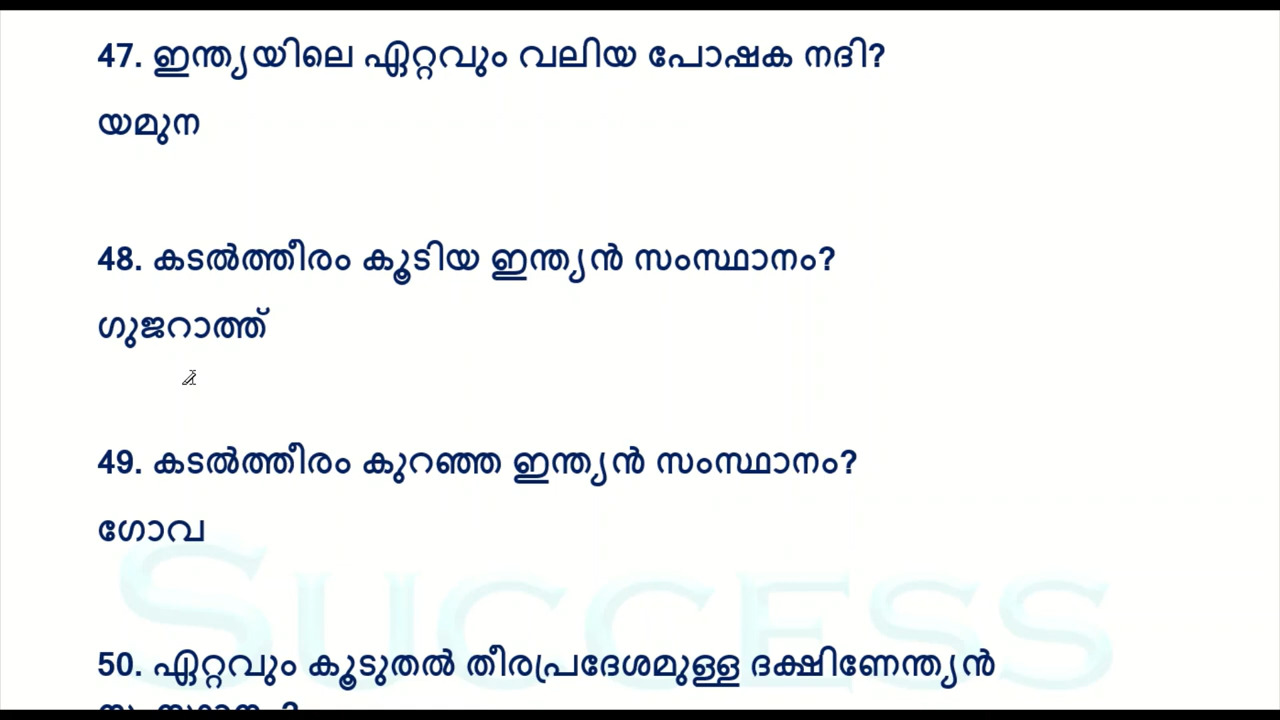 47. ഇന്ത്യയിലെ ഏറ്റവും വലിയ പോഷക നദി?
യമുന
48. കടൽത്തീരം കൂടിയ ഇന്ത്യൻ സംസ്ഥാനം?
ഗുജറാത്ത്
49. കടൽത്തീരം കുറഞ്ഞ ഇന്ത്യൻ സംസ്ഥാനം?
ഗോവ
SUCCESS
50. ഏറ്റവും കൂടുതൽ തീരപ്രദേശമുള്ള ദക്ഷിണേന്ത്യൻ